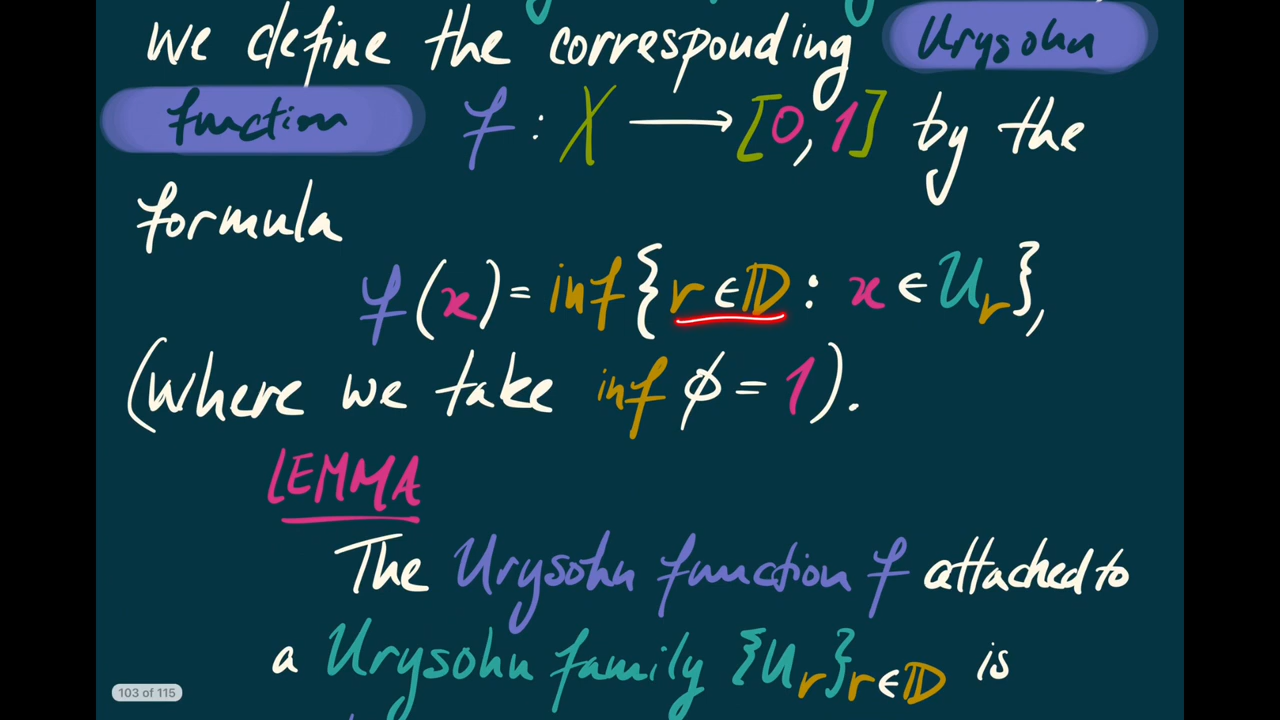 we define the corresponding Urysohn
function f : X ⟶ [0,1] by the
formula
f(x) = inf{r ∈ 𝔻 : x ∈ U_r},
(where we take inf ϕ = 1).
LEMMA
The Urysohn function f attached to
a Urysohn family {U_r}_{r∈𝔻} is
103 of 115